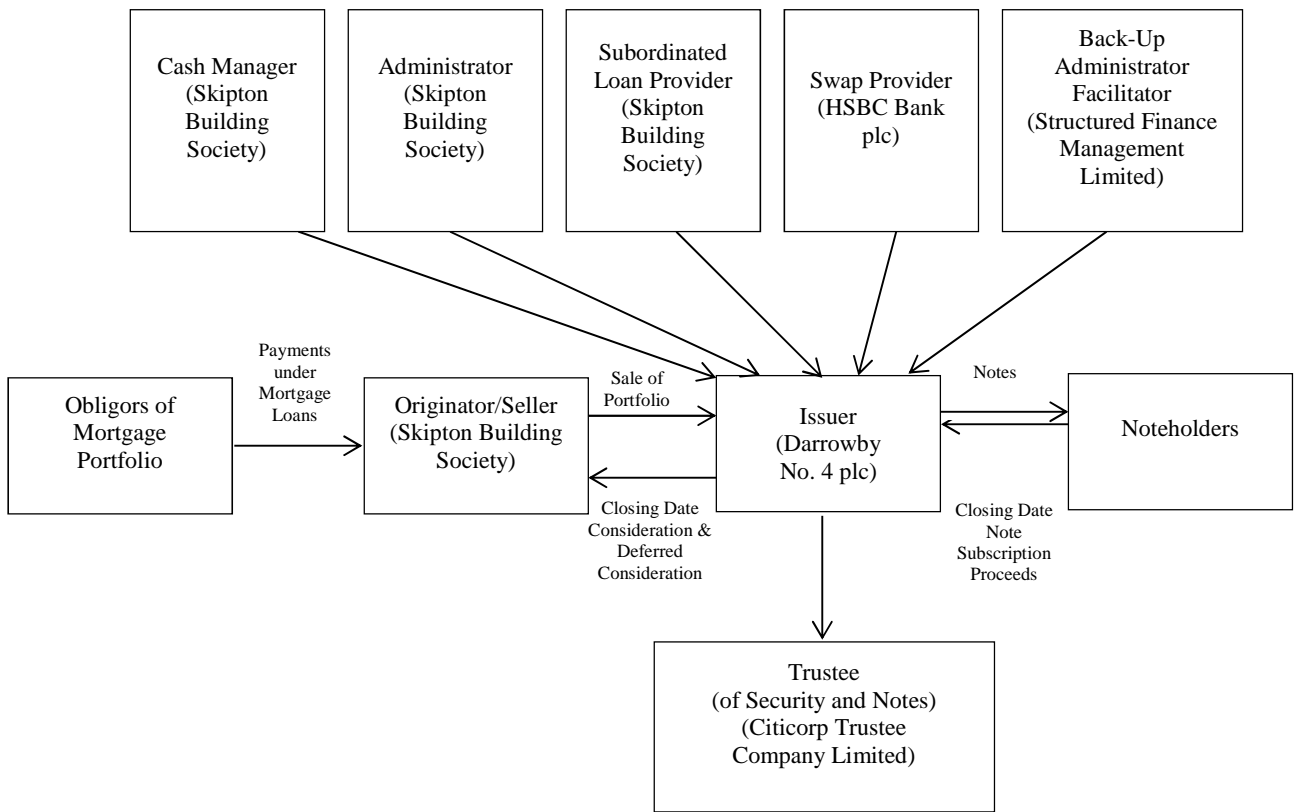 Cash Manager
(Skipton
Building
Society)
Administrator
(Skipton
Building
Society)
Subordinated
Loan Provider
(Skipton
Building
Society)
Swap Provider
(HSBC Bank
plc)
Back-Up
Administrator
Facilitator
(Structured Finance
Management
Limited)
Obligors of
Mortgage
Portfolio
Payments
under
Mortgage
Loans
Originator/Seller
(Skipton Building
Society)
Sale of
Portfolio
Closing Date
Consideration &
Deferred
Consideration
Issuer
(Darrowby
No. 4 plc)
Notes
Closing Date
Note
Subscription
Proceeds
Noteholders
Trustee
(of Security and Notes)
(Citicorp Trustee
Company Limited)